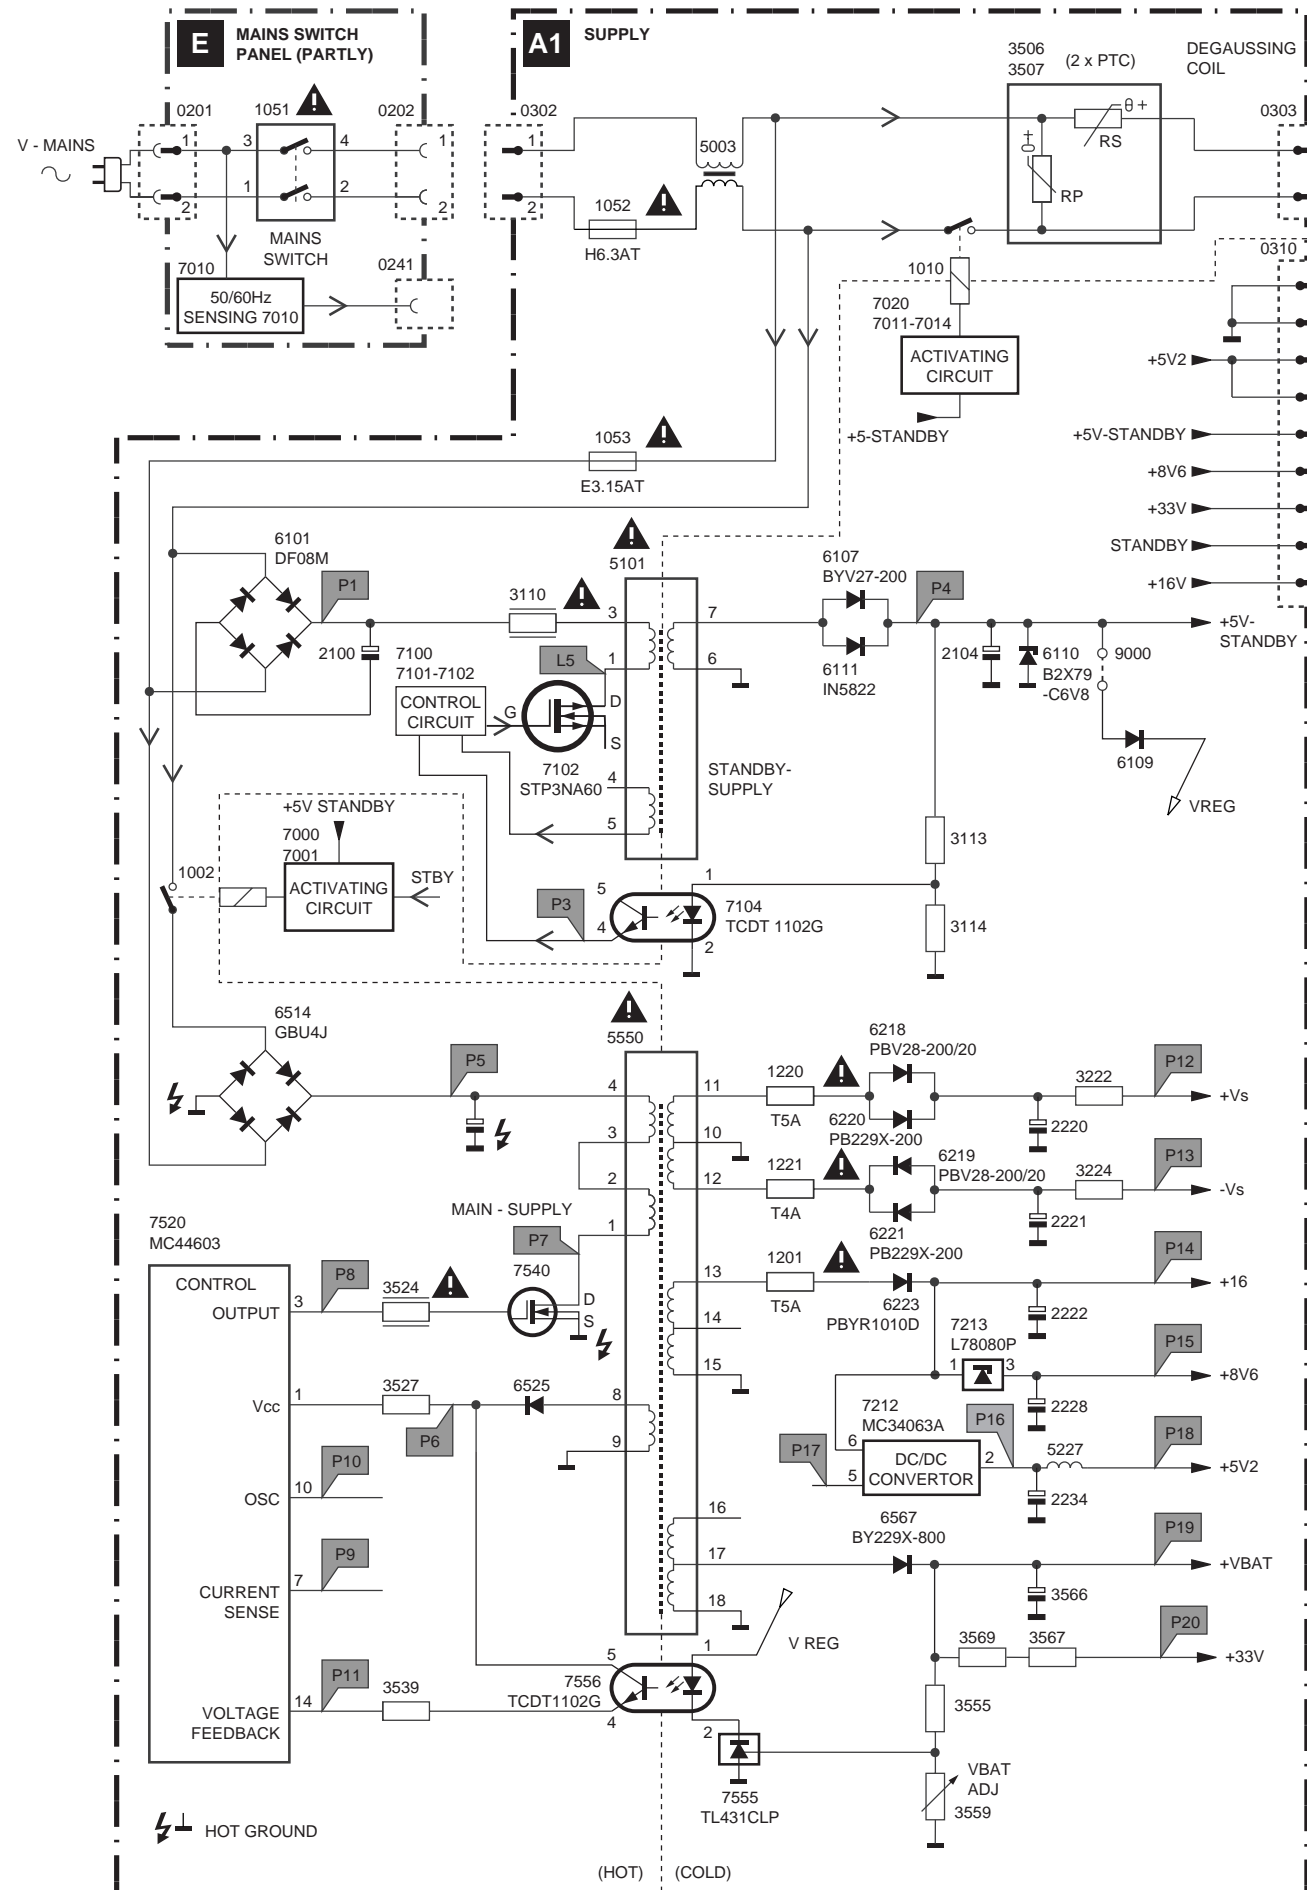 E
MAINS SWITCH
PANEL (PARTLY)
A1
SUPPLY
3506
3507
(2 x PTC)
DEGAUSSING
COIL
0201
1051
0202
0302
5003
0303
V - MAINS
1
3
4
1
1
θ +
RS
θ +
RP
2
1
2
2
2
1052
H6.3AT
MAINS
SWITCH
7010
0241
50/60Hz
SENSING 7010
1010
0310
7020
7011-7014
ACTIVATING
CIRCUIT
+5-STANDBY
+5V2
+5V-STANDBY
+8V6
+33V
STANDBY
+16V
1053
E3.15AT
6101
DF08M
P1
3110
5101
6107
BYV27-200
P4
3
7
+5V-
STANDBY
2100
7100
7101-7102
L5
1
6
6111
IN5822
2104
6110
B2X79
-C6V8
9000
CONTROL
CIRCUIT
G
D
S
6109
7102
STP3NA60
4
5
STANDBY-
SUPPLY
VREG
+5V STANDBY
7000
7001
3113
1002
ACTIVATING
CIRCUIT
STBY
P3
5
4
1
2
7104
TCDT 1102G
3114
6514
GBU4J
5550
P5
4
11
1220
T5A
6218
PBV28-200/20
6220
PB229X-200
3222
P12
+Vs
2220
3
10
2
12
1221
T4A
6219
PBV28-200/20
6221
PB229X-200
3224
P13
-Vs
2221
MAIN - SUPPLY
1
P7
7520
MC44603
CONTROL
OUTPUT
3
P8
3524
7540
D
S
13
1201
T5A
6223
PBYR1010D
P14
+16
2222
14
15
7213
L78080P
1
3
P15
+8V6
2228
Vcc
1
3527
P6
6525
8
9
7212
MC34063A
6
5
DC/DC
CONVERTOR
2
P16
P17
5227
P18
+5V2
2234
P10
OSC
10
16
17
18
6567
BY229X-800
P19
+VBAT
3566
P9
CURRENT
SENSE
7
V REG
3569
3567
P20
+33V
5
1
7556
TCDT1102G
4
2
P11
VOLTAGE
FEEDBACK
14
3539
3555
7555
TL431CLP
VBAT
ADJ
3559
HOT GROUND
(HOT)
(COLD)